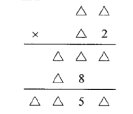 △ △
× △ 2
△ △ △
△ 8
△ △ 5 △